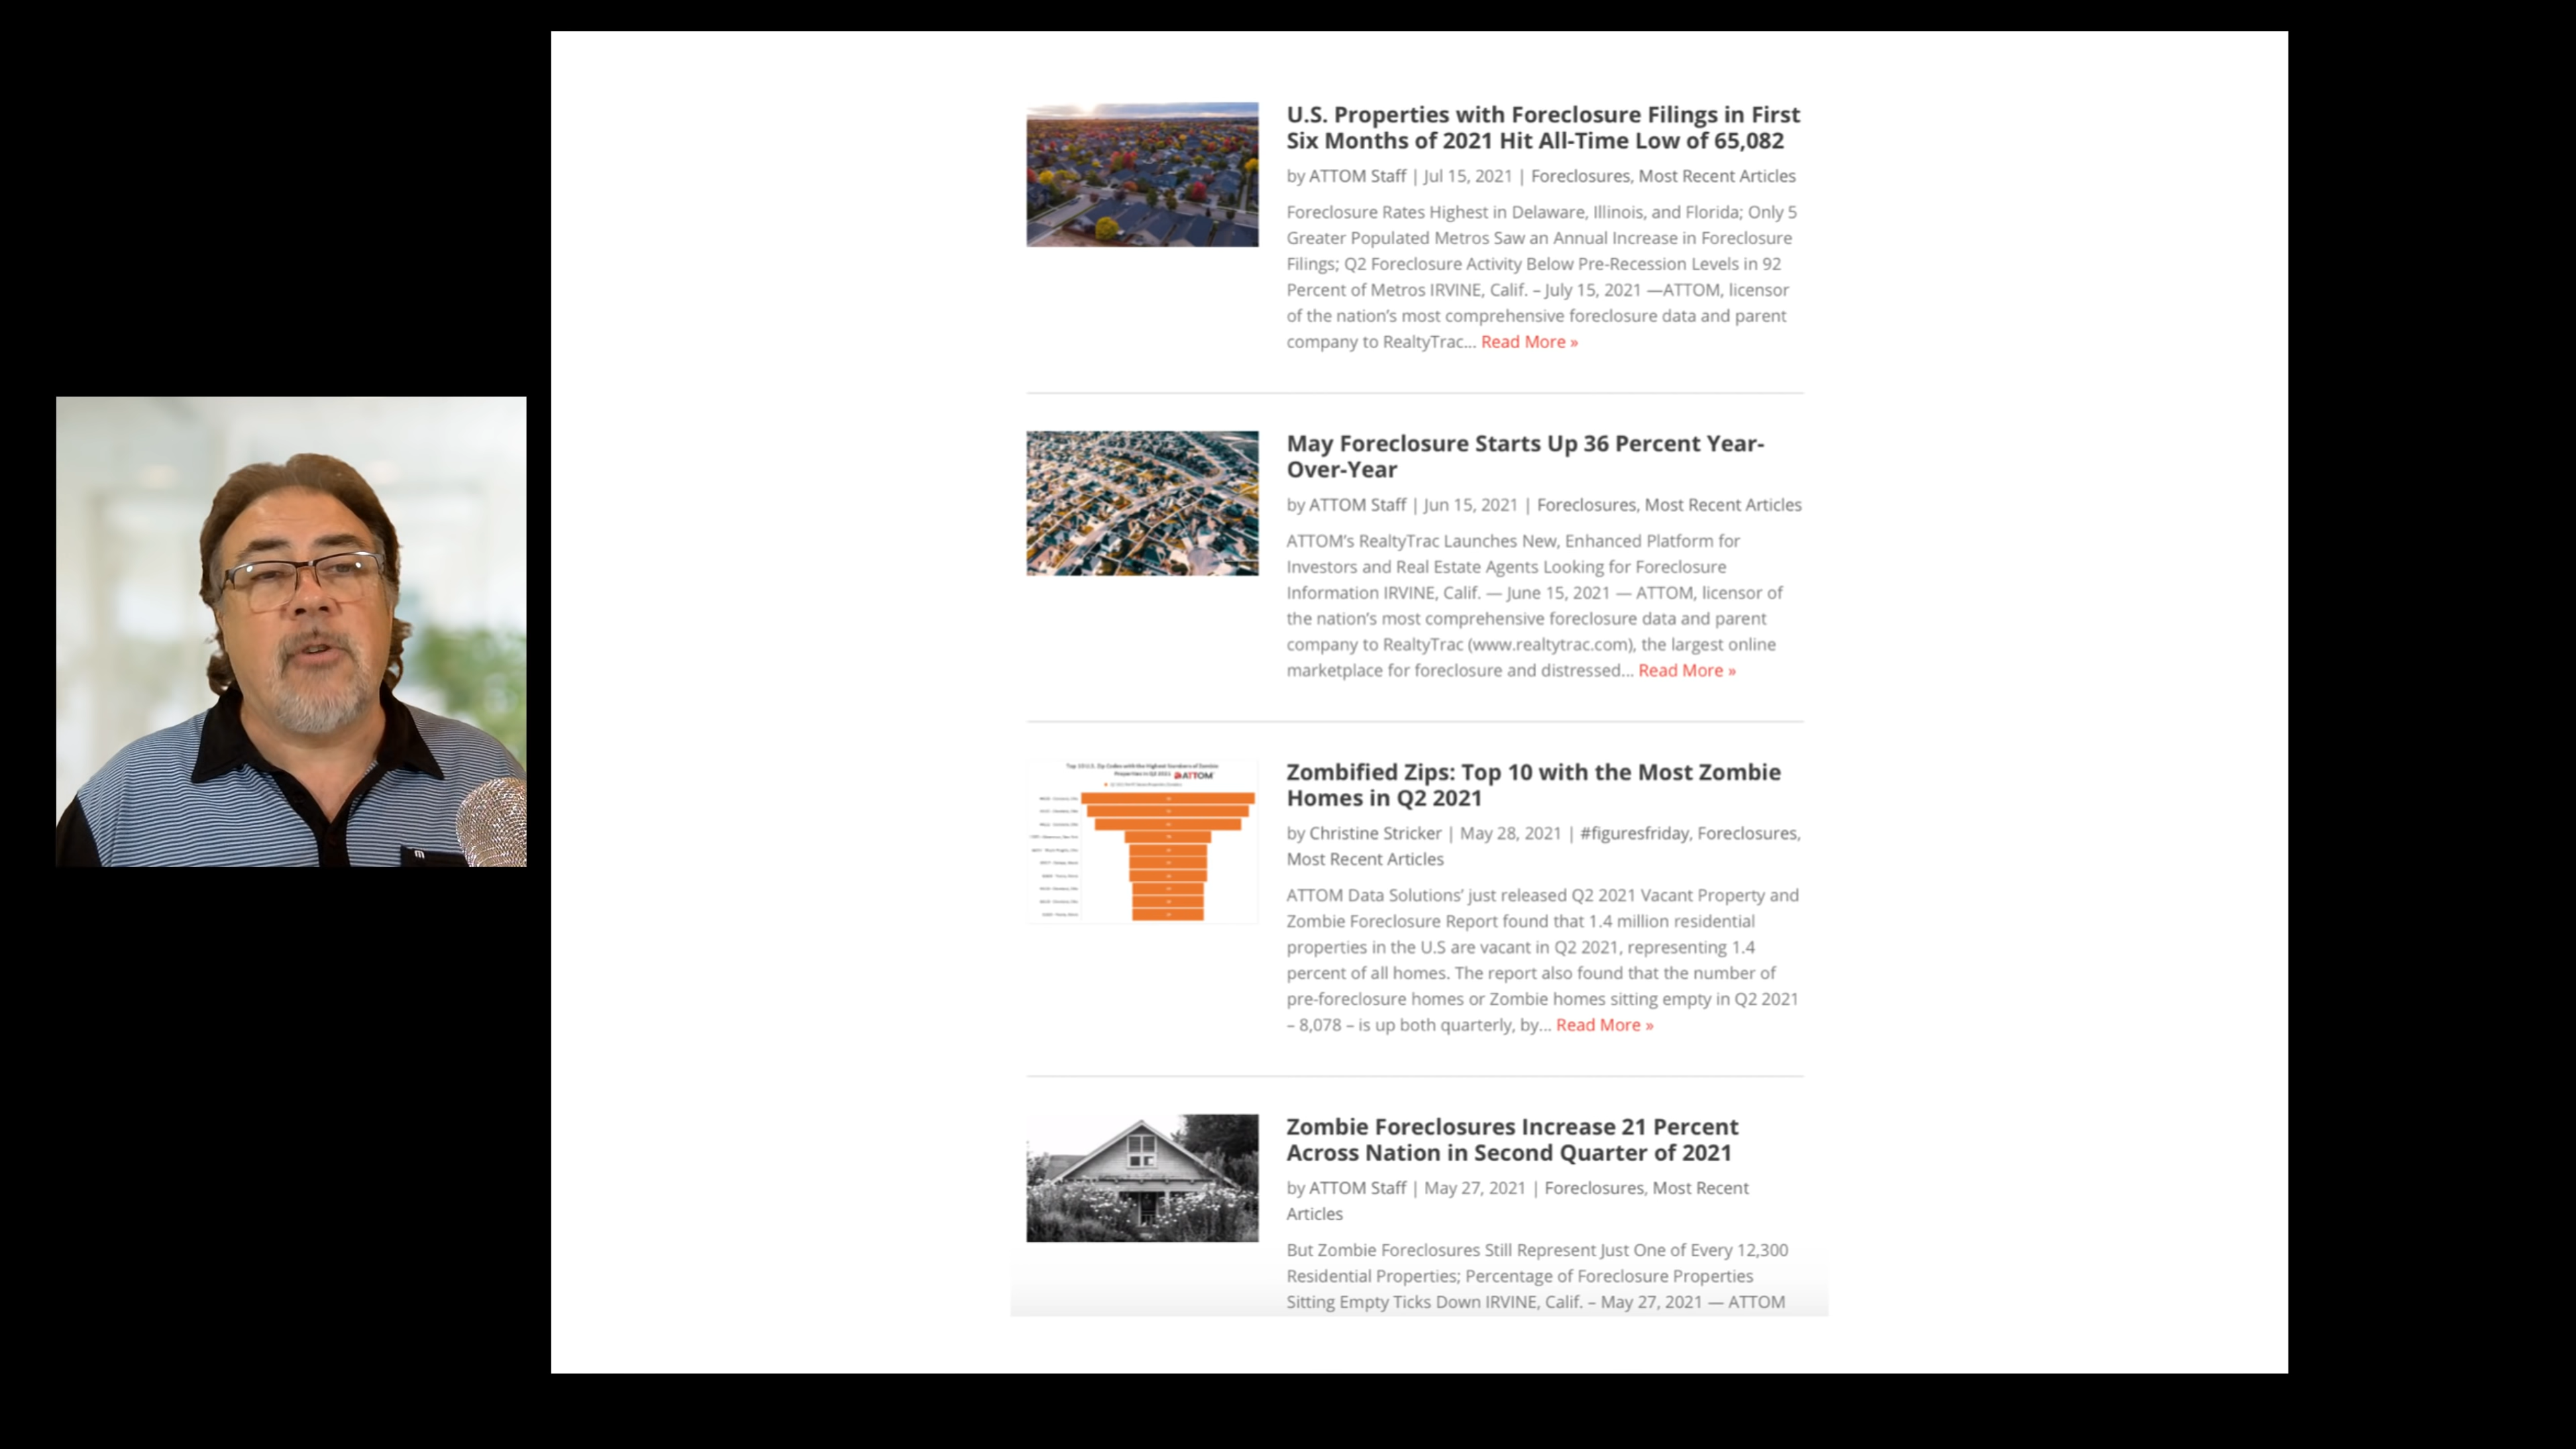 U.S. Properties with Foreclosure Filings in First
Six Months of 2021 Hit All-Time Low of 65,082
by ATTOM Staff | Jul 15, 2021 | Foreclosures, Most Recent Articles
Foreclosure Rates Highest in Delaware, Illinois, and Florida; Only 5
Greater Populated Metros Saw an Annual Increase in Foreclosure
Filings; Q2 Foreclosure Activity Below Pre-Recession Levels in 92
Percent of Metros IRVINE, Calif. – July 15, 2021 —ATTOM, licensor
of the nation’s most comprehensive foreclosure data and parent
company to RealtyTrac... Read More »
May Foreclosure Starts Up 36 Percent Year-
Over-Year
by ATTOM Staff | Jun 15, 2021 | Foreclosures, Most Recent Articles
ATTOM’s RealtyTrac Launches New, Enhanced Platform for
Investors and Real Estate Agents Looking for Foreclosure
Information IRVINE, Calif. — June 15, 2021 — ATTOM, licensor of
the nation’s most comprehensive foreclosure data and parent
company to RealtyTrac (www.realtytrac.com), the largest online
marketplace for foreclosure and distressed... Read More »
Top 10 U.S. Zip Codes with the Highest Numbers of Zombie
Properties in Q2 2021 ATTOM
Zombified Zips: Top 10 with the Most Zombie
Homes in Q2 2021
by Christine Stricker | May 28, 2021 | #figuresfriday, Foreclosures,
Most Recent Articles
ATTOM Data Solutions’ just released Q2 2021 Vacant Property and
Zombie Foreclosure Report found that 1.4 million residential
properties in the U.S are vacant in Q2 2021, representing 1.4
percent of all homes. The report also found that the number of
pre-foreclosure homes or Zombie homes sitting empty in Q2 2021
– 8,078 – is up both quarterly, by... Read More »
Zombie Foreclosures Increase 21 Percent
Across Nation in Second Quarter of 2021
by ATTOM Staff | May 27, 2021 | Foreclosures, Most Recent
Articles
But Zombie Foreclosures Still Represent Just One of Every 12,300
Residential Properties; Percentage of Foreclosure Properties
Sitting Empty Ticks Down IRVINE, Calif. – May 27, 2021 — ATTOM